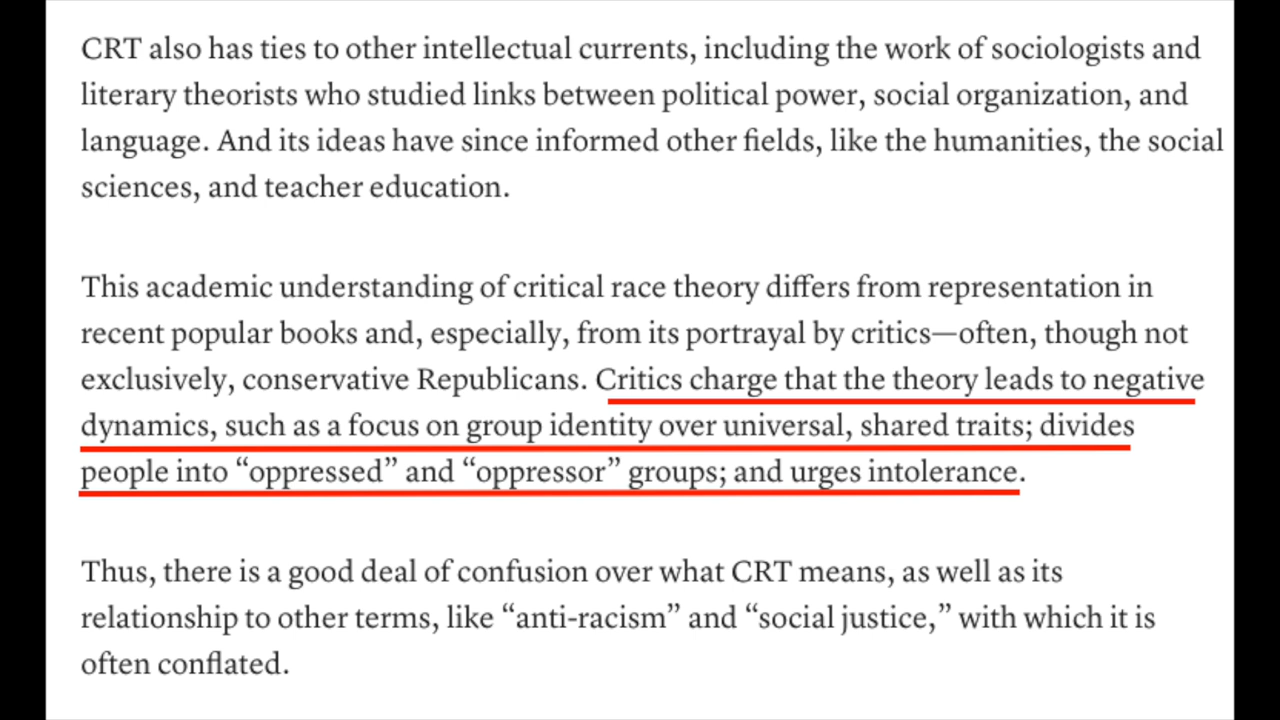 CRT also has ties to other intellectual currents, including the work of sociologists and
literary theorists who studied links between political power, social organization, and
language. And its ideas have since informed other fields, like the humanities, the social
sciences, and teacher education.
This academic understanding of critical race theory differs from representation in
recent popular books and, especially, from its portrayal by critics—often, though not
exclusively, conservative Republicans. Critics charge that the theory leads to negative
dynamics, such as a focus on group identity over universal, shared traits; divides
people into “oppressed” and “oppressor” groups; and urges intolerance.
Thus, there is a good deal of confusion over what CRT means, as well as its
relationship to other terms, like “anti-racism” and “social justice,” with which it is
often conflated.